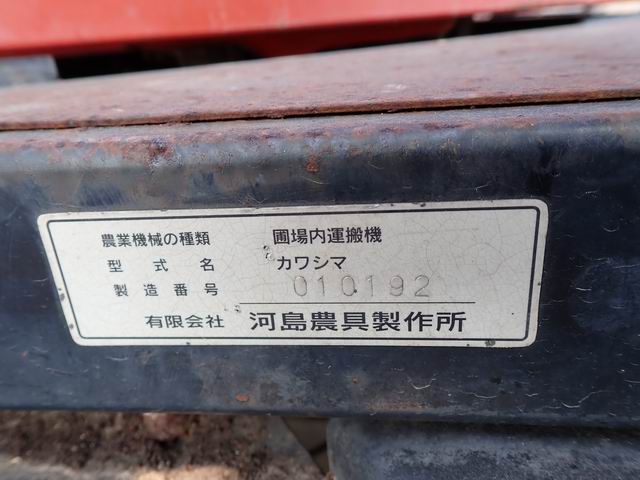 農業機械の種類 圃場内運搬機
型式名 カワシマ
製造番号 010192
有限会社 河島農具製作所